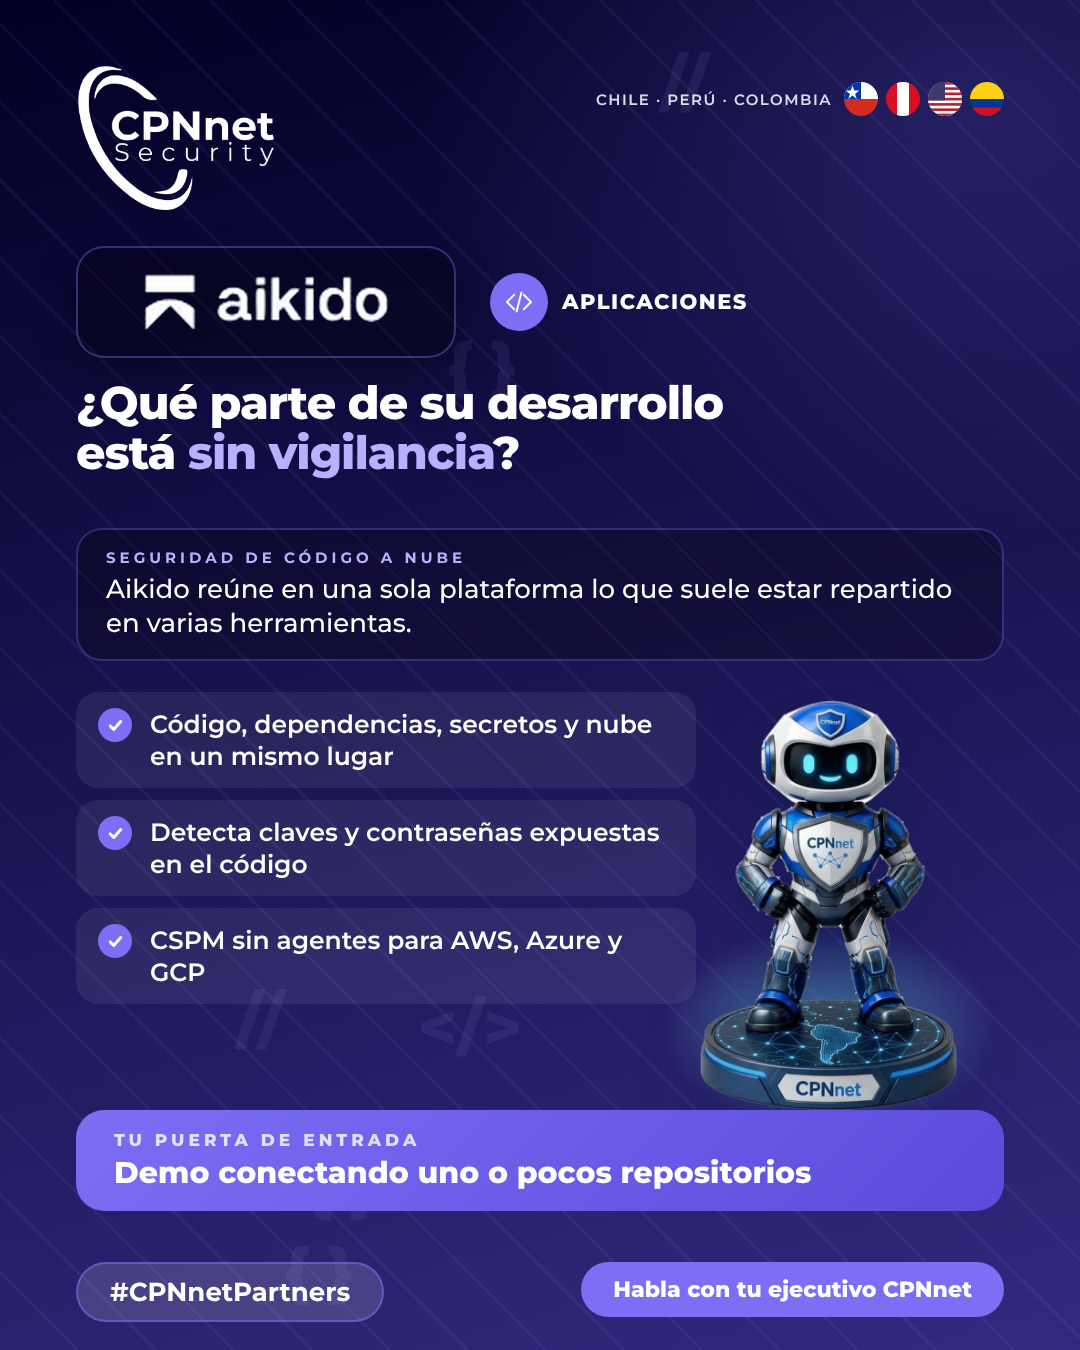 CPNnet
Security
CHILE · PERÚ · COLOMBIA
aikido
</> APLICACIONES
¿Qué parte de su desarrollo
está sin vigilancia?
SEGURIDAD DE CÓDIGO A NUBE
Aikido reúne en una sola plataforma lo que suele estar repartido
en varias herramientas.
Código, dependencias, secretos y nube
en un mismo lugar
Detecta claves y contraseñas expuestas
en el código
CSPM sin agentes para AWS, Azure y
GCP
CPNnet
CPNnet
CPNnet
TU PUERTA DE ENTRADA
Demo conectando uno o pocos repositorios
#CPNnetPartners
Habla con tu ejecutivo CPNnet